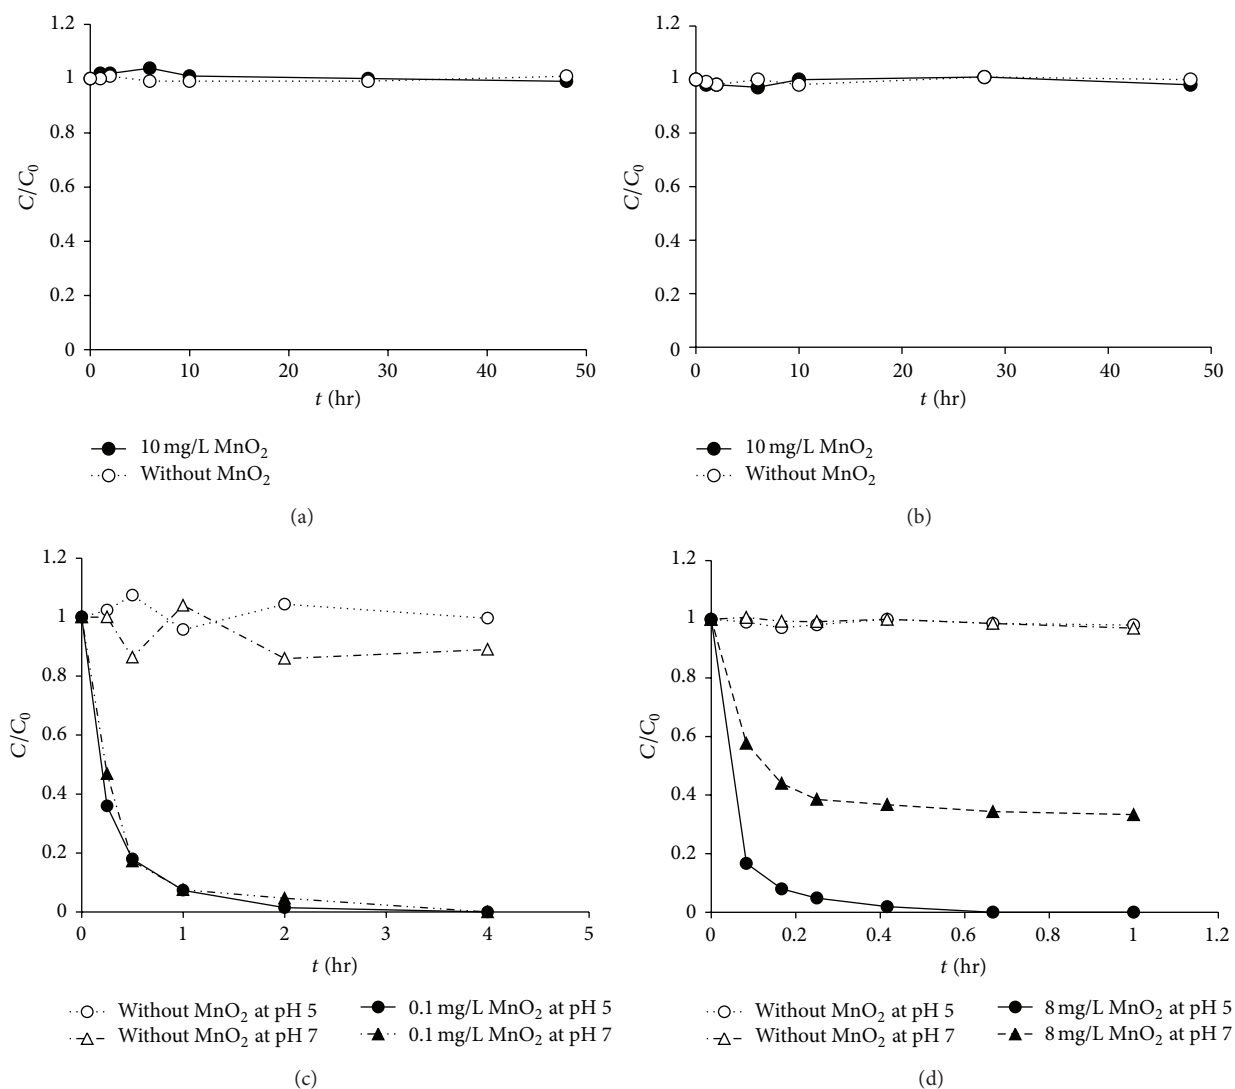 1.2
1
0.8
0.6
0.4
0.2
0
C/C₀
0 10 20 30 40 50
t (hr)
10 mg/L MnO₂
Without MnO₂
(a)
1.2
1
0.8
0.6
0.4
0.2
0
C/C₀
0 10 20 30 40 50
t (hr)
10 mg/L MnO₂
Without MnO₂
(b)
1.2
1
0.8
0.6
0.4
0.2
0
C/C₀
0 1 2 3 4 5
t (hr)
Without MnO₂ at pH 5 0.1 mg/L MnO₂ at pH 5
Without MnO₂ at pH 7 0.1 mg/L MnO₂ at pH 7
(c)
1.2
1
0.8
0.6
0.4
0.2
0
C/C₀
0 0.2 0.4 0.6 0.8 1 1.2
t (hr)
Without MnO₂ at pH 5 8 mg/L MnO₂ at pH 5
Without MnO₂ at pH 7 8 mg/L MnO₂ at pH 7
(d)